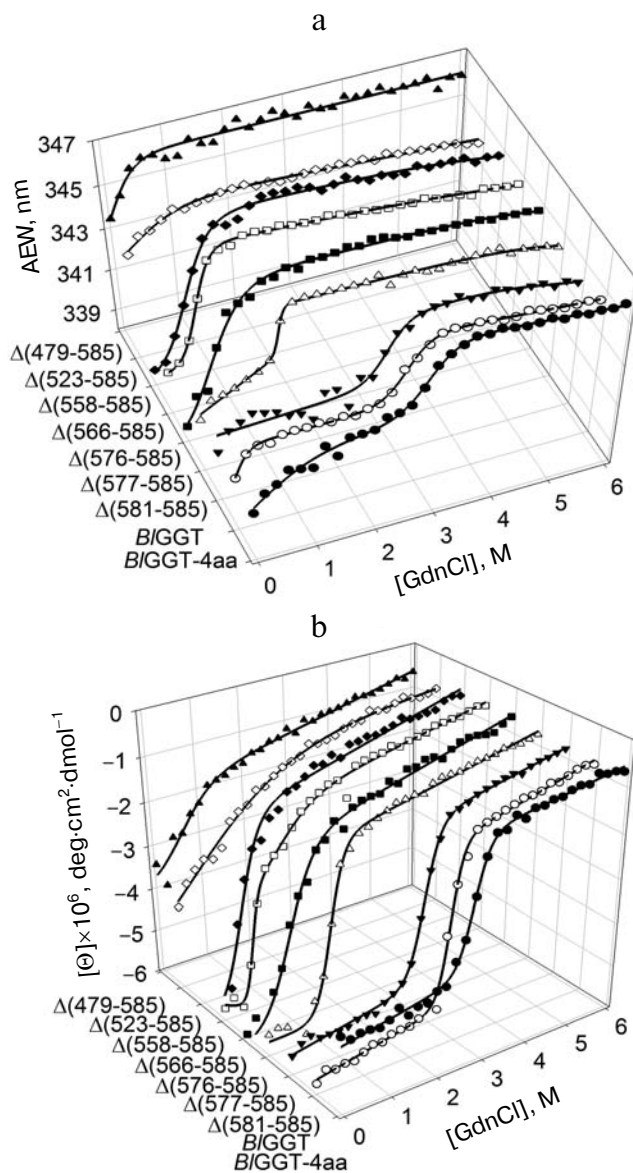 a
347
345
343
341
339
AEW, nm
Δ(479-585)
Δ(523-585)
Δ(558-585)
Δ(566-585)
Δ(576-585)
Δ(577-585)
Δ(581-585)
BlGGT
BlGGT-4aa
0
1
2
3
4
5
6
[GdnCl], M
b
0
−1
−2
−3
−4
−5
−6
[Θ]×10⁶, deg·cm²·dmol⁻¹
Δ(479-585)
Δ(523-585)
Δ(558-585)
Δ(566-585)
Δ(576-585)
Δ(577-585)
Δ(581-585)
BlGGT
BlGGT-4aa
0
1
2
3
4
5
6
[GdnCl], M